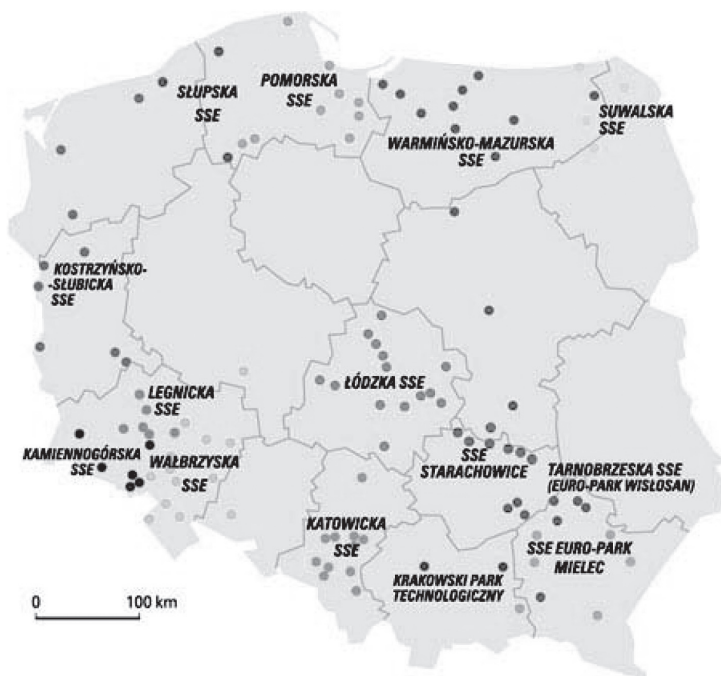 SŁUPSKA
SSE
POMORSKA
SSE
WARMIŃSKO-MAZURSKA
SSE
SUWALSKA
SSE
KOSTRZYŃSKO-
-SŁUBICKA
SSE
LEGNICKA
SSE
KAMIENNOGÓRSKA
SSE
WAŁBRZYSKA
SSE
ŁÓDZKA SSE
SSE
STARACHOWICE
TARNOBRZESKA SSE
(EURO-PARK WISŁOSAN)
KATOWICKA
SSE
KRAKOWSKI PARK
TECHNOLOGICZNY
SSE EURO-PARK
MIELEC
0 100 km